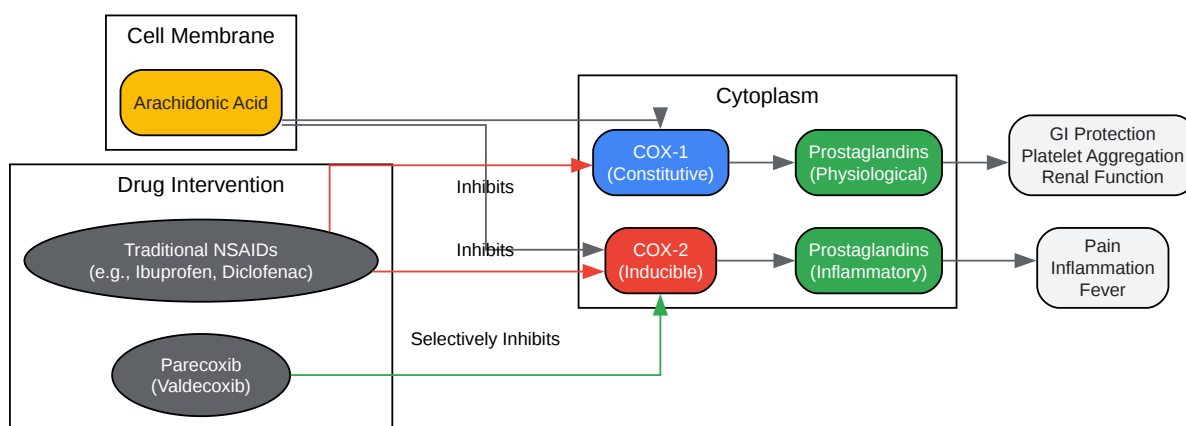 Cell Membrane
Arachidonic Acid
Drug Intervention
Traditional NSAIDs
(e.g., Ibuprofen, Diclofenac)
Parecoxib
(Valdecoxib)
Inhibits
Inhibits
Selectively Inhibits
Cytoplasm
COX-1
(Constitutive)
Prostaglandins
(Physiological)
COX-2
(Inducible)
Prostaglandins
(Inflammatory)
GI Protection
Platelet Aggregation
Renal Function
Pain
Inflammation
Fever